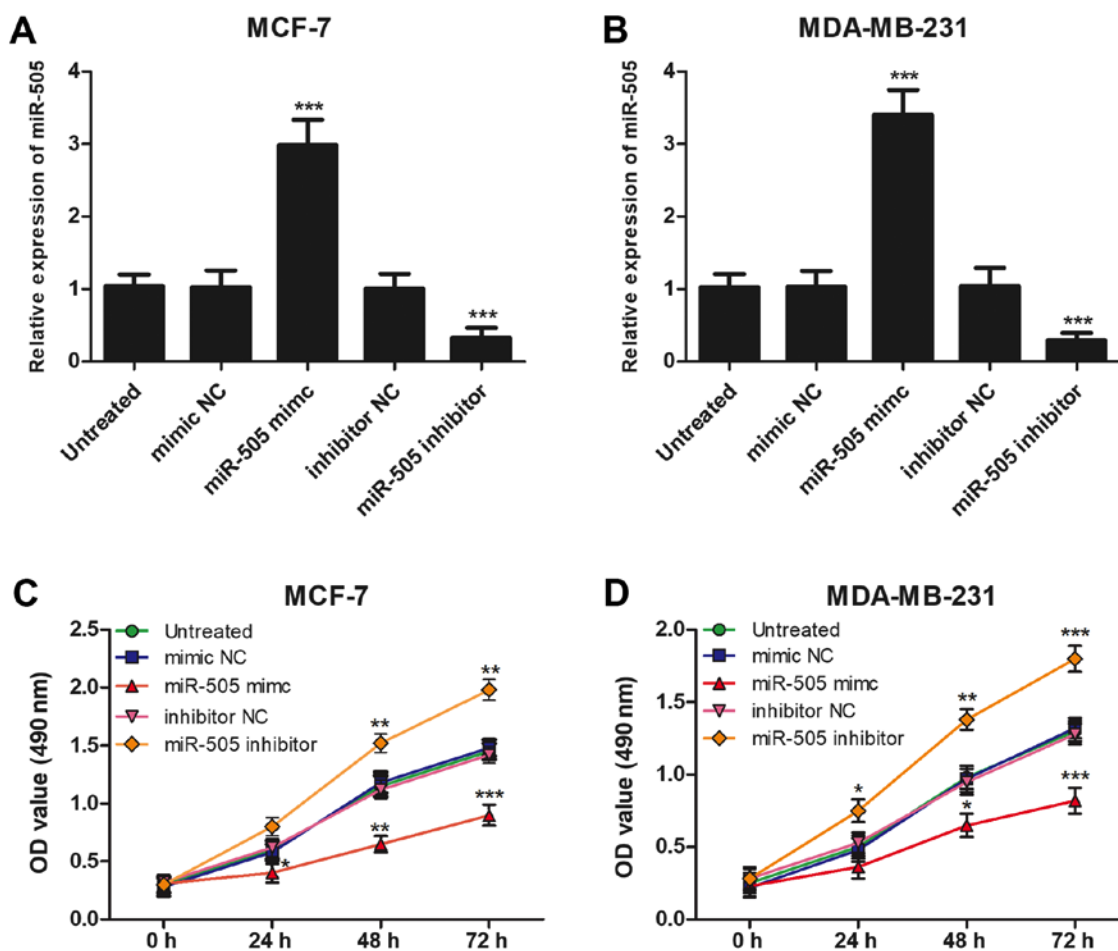 A
MCF-7
Relative expression of miR-505
4
3
2
1
0
***
***
Untreated
mimic NC
miR-505 mimc
inhibitor NC
miR-505 inhibitor
B
MDA-MB-231
Relative expression of miR-505
4
3
2
1
0
***
***
Untreated
mimic NC
miR-505 mimc
inhibitor NC
miR-505 inhibitor
C
MCF-7
OD value (490 nm)
2.5
2.0
1.5
1.0
0.5
0.0
Untreated
mimic NC
miR-505 mimc
inhibitor NC
miR-505 inhibitor
*
**
**
**
***
0 h 24 h 48 h 72 h
D
MDA-MB-231
OD value (490 nm)
2.0
1.5
1.0
0.5
0.0
Untreated
mimic NC
miR-505 mimc
inhibitor NC
miR-505 inhibitor
*
**
*
***
***
0 h 24 h 48 h 72 h